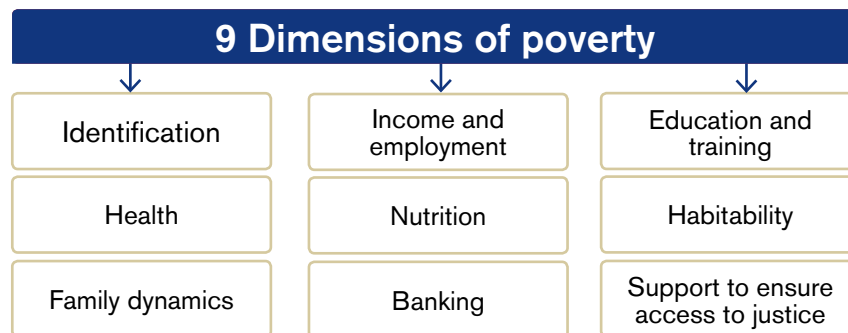 9 Dimensions of poverty
Identification
Income and
employment
Education and
training
Health
Nutrition
Habitability
Family dynamics
Banking
Support to ensure
access to justice